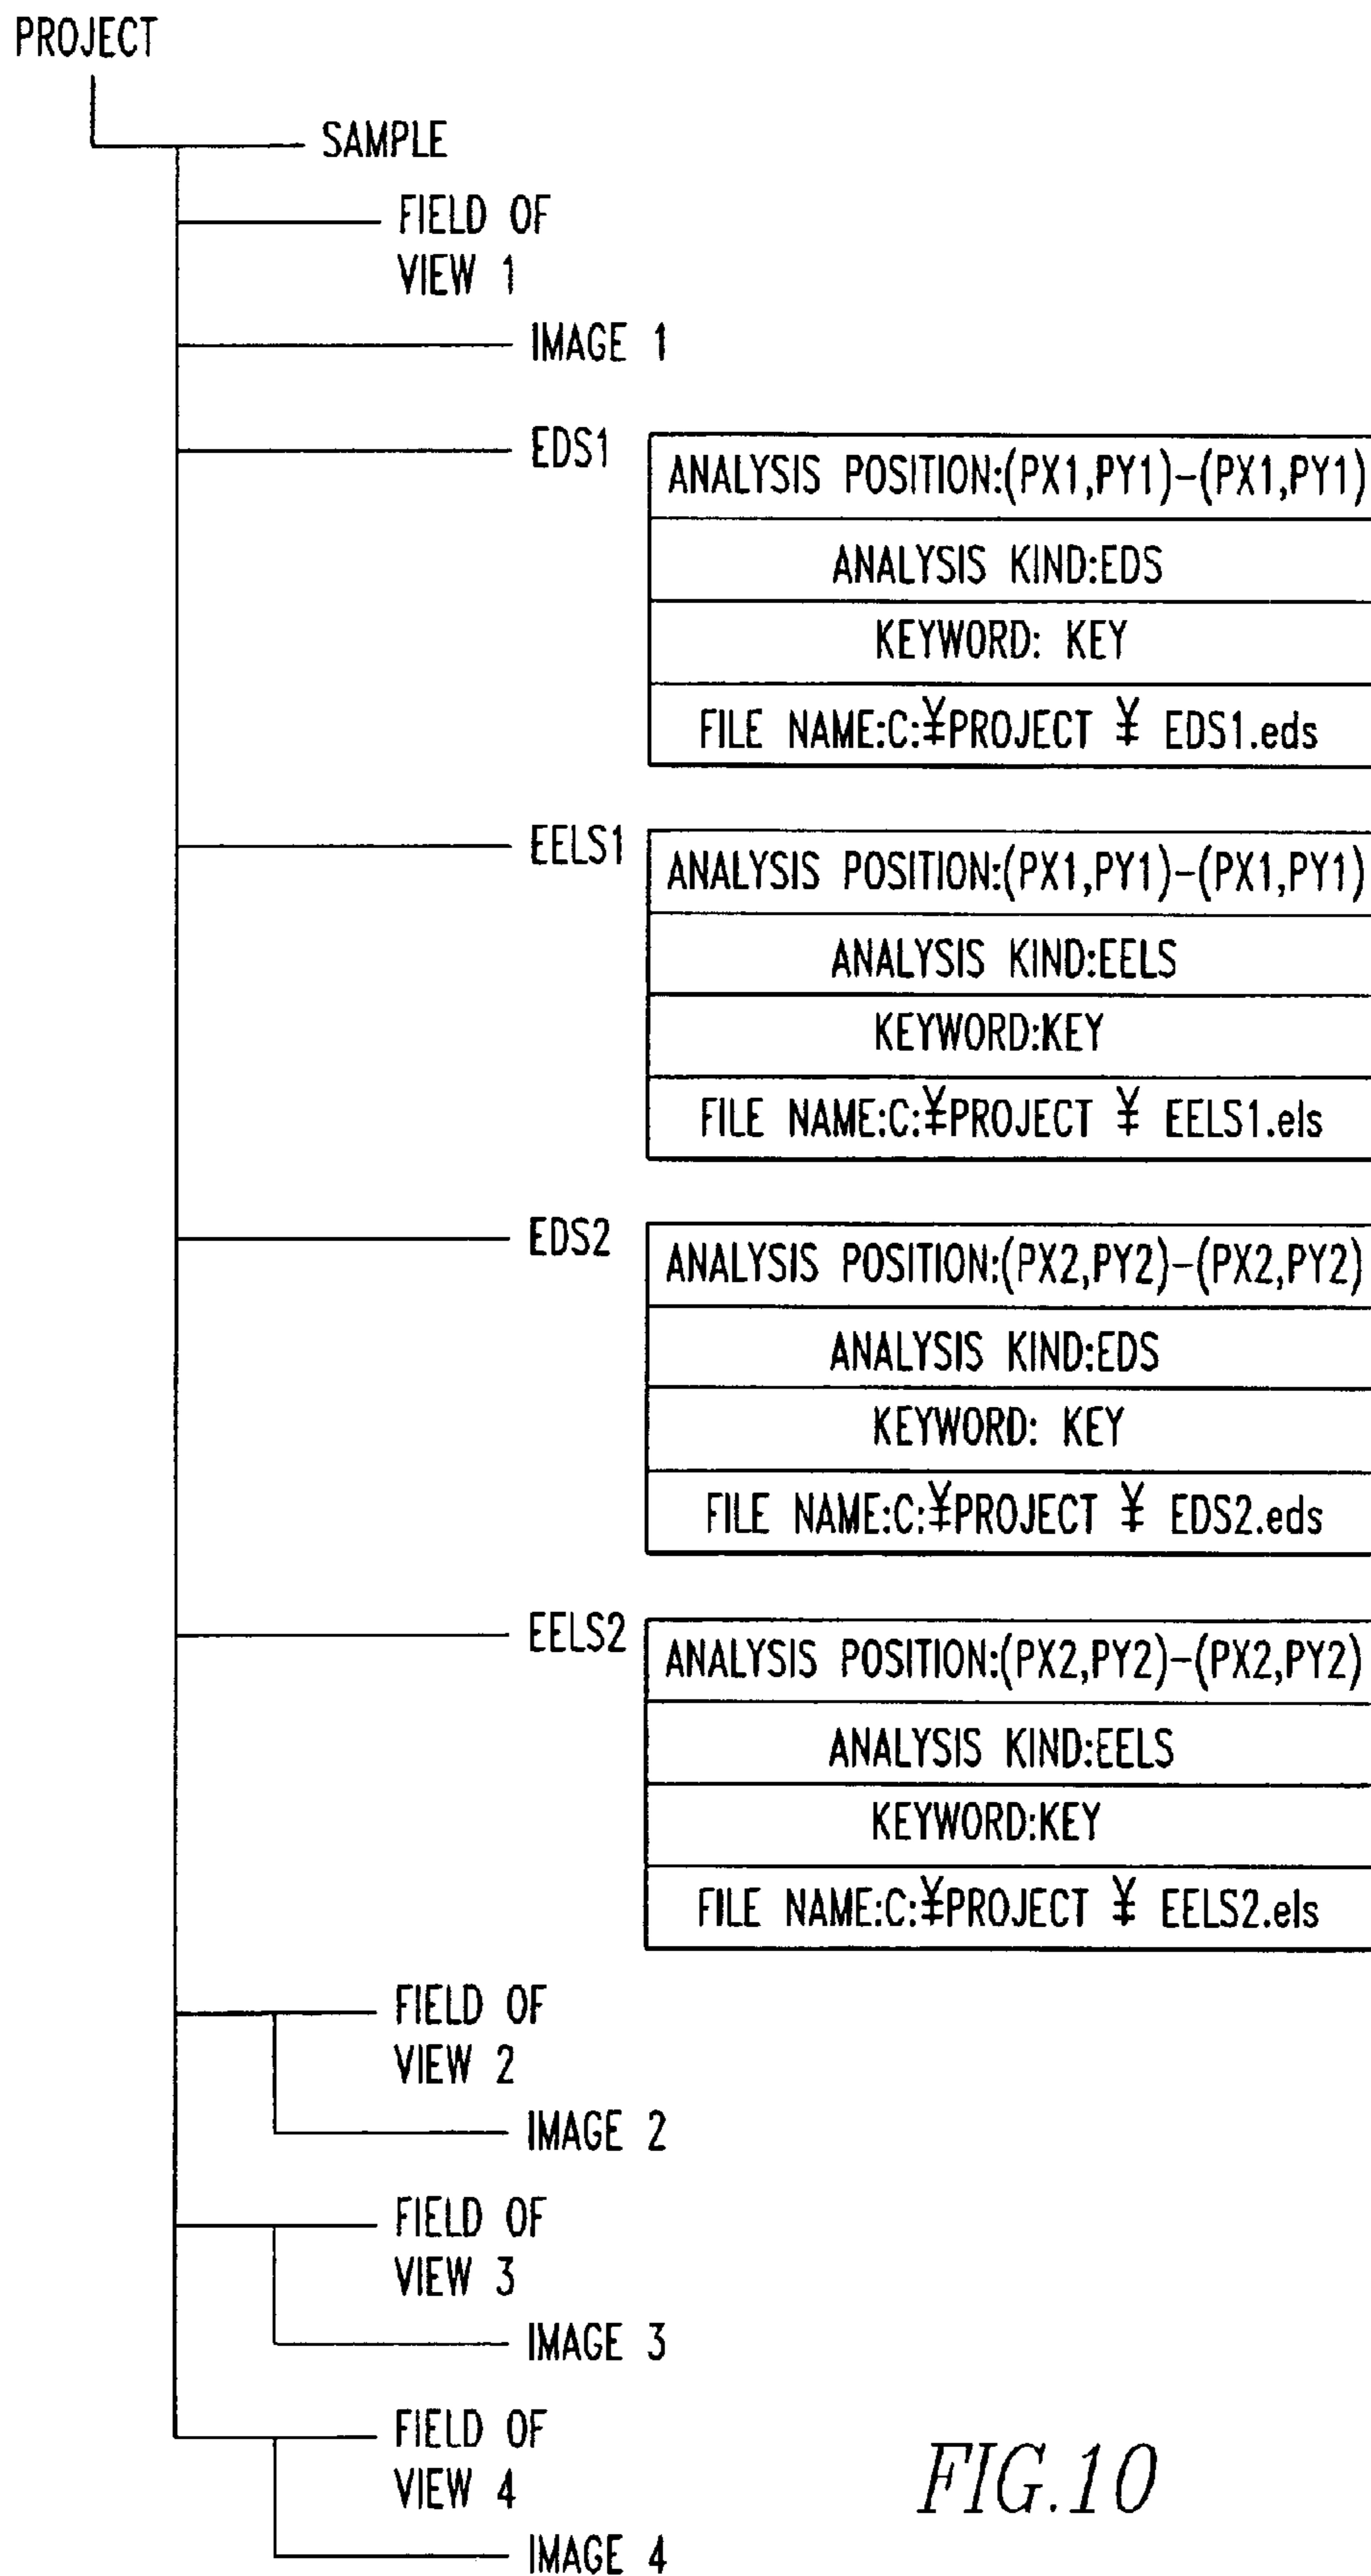 PROJECT
SAMPLE
FIELD OF
VIEW 1
IMAGE 1
EDS1
ANALYSIS POSITION:(PX1,PY1)-(PX1,PY1)
ANALYSIS KIND:EDS
KEYWORD: KEY
FILE NAME:C:¥PROJECT ¥ EDS1.eds
EELS1
ANALYSIS POSITION:(PX1,PY1)-(PX1,PY1)
ANALYSIS KIND:EELS
KEYWORD:KEY
FILE NAME:C:¥PROJECT ¥ EELS1.els
EDS2
ANALYSIS POSITION:(PX2,PY2)-(PX2,PY2)
ANALYSIS KIND:EDS
KEYWORD: KEY
FILE NAME:C:¥PROJECT ¥ EDS2.eds
EELS2
ANALYSIS POSITION:(PX2,PY2)-(PX2,PY2)
ANALYSIS KIND:EELS
KEYWORD:KEY
FILE NAME:C:¥PROJECT ¥ EELS2.els
FIELD OF
VIEW 2
IMAGE 2
FIELD OF
VIEW 3
IMAGE 3
FIELD OF
VIEW 4
IMAGE 4
FIG.10